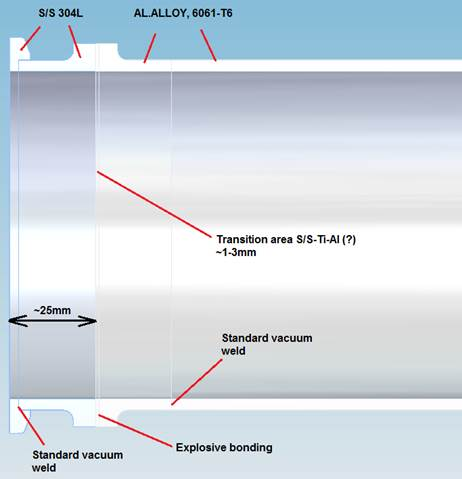 S/S 304L
AL.ALLOY, 6061-T6
Transition area S/S-Ti-Al (?)
~1-3mm
~25mm
Standard vacuum
weld
Explosive bonding
Standard vacuum
weld